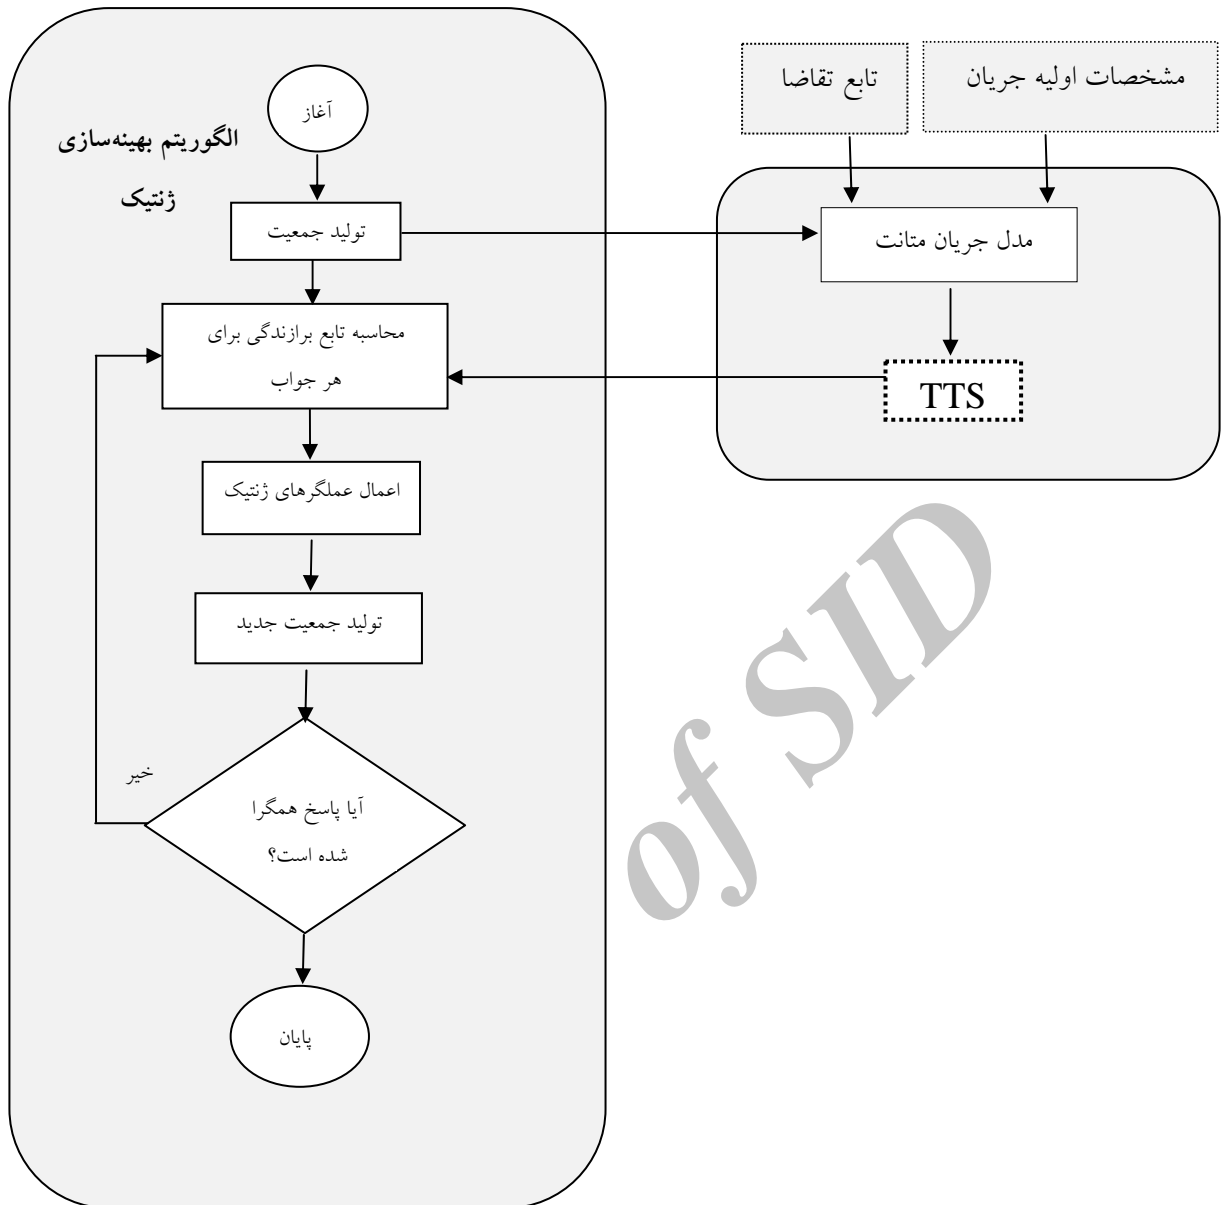 الگوریتم بهینه‌سازی
ژنتیک
آغاز
تولید جمعیت
محاسبه تابع برازندگی برای
هر جواب
اعمال عملگرهای ژنتیک
تولید جمعیت جدید
آیا پاسخ همگرا
شده است؟
خیر
پایان
مشخصات اولیه جریان
تابع تقاضا
مدل جریان متانت
TTS
of SID